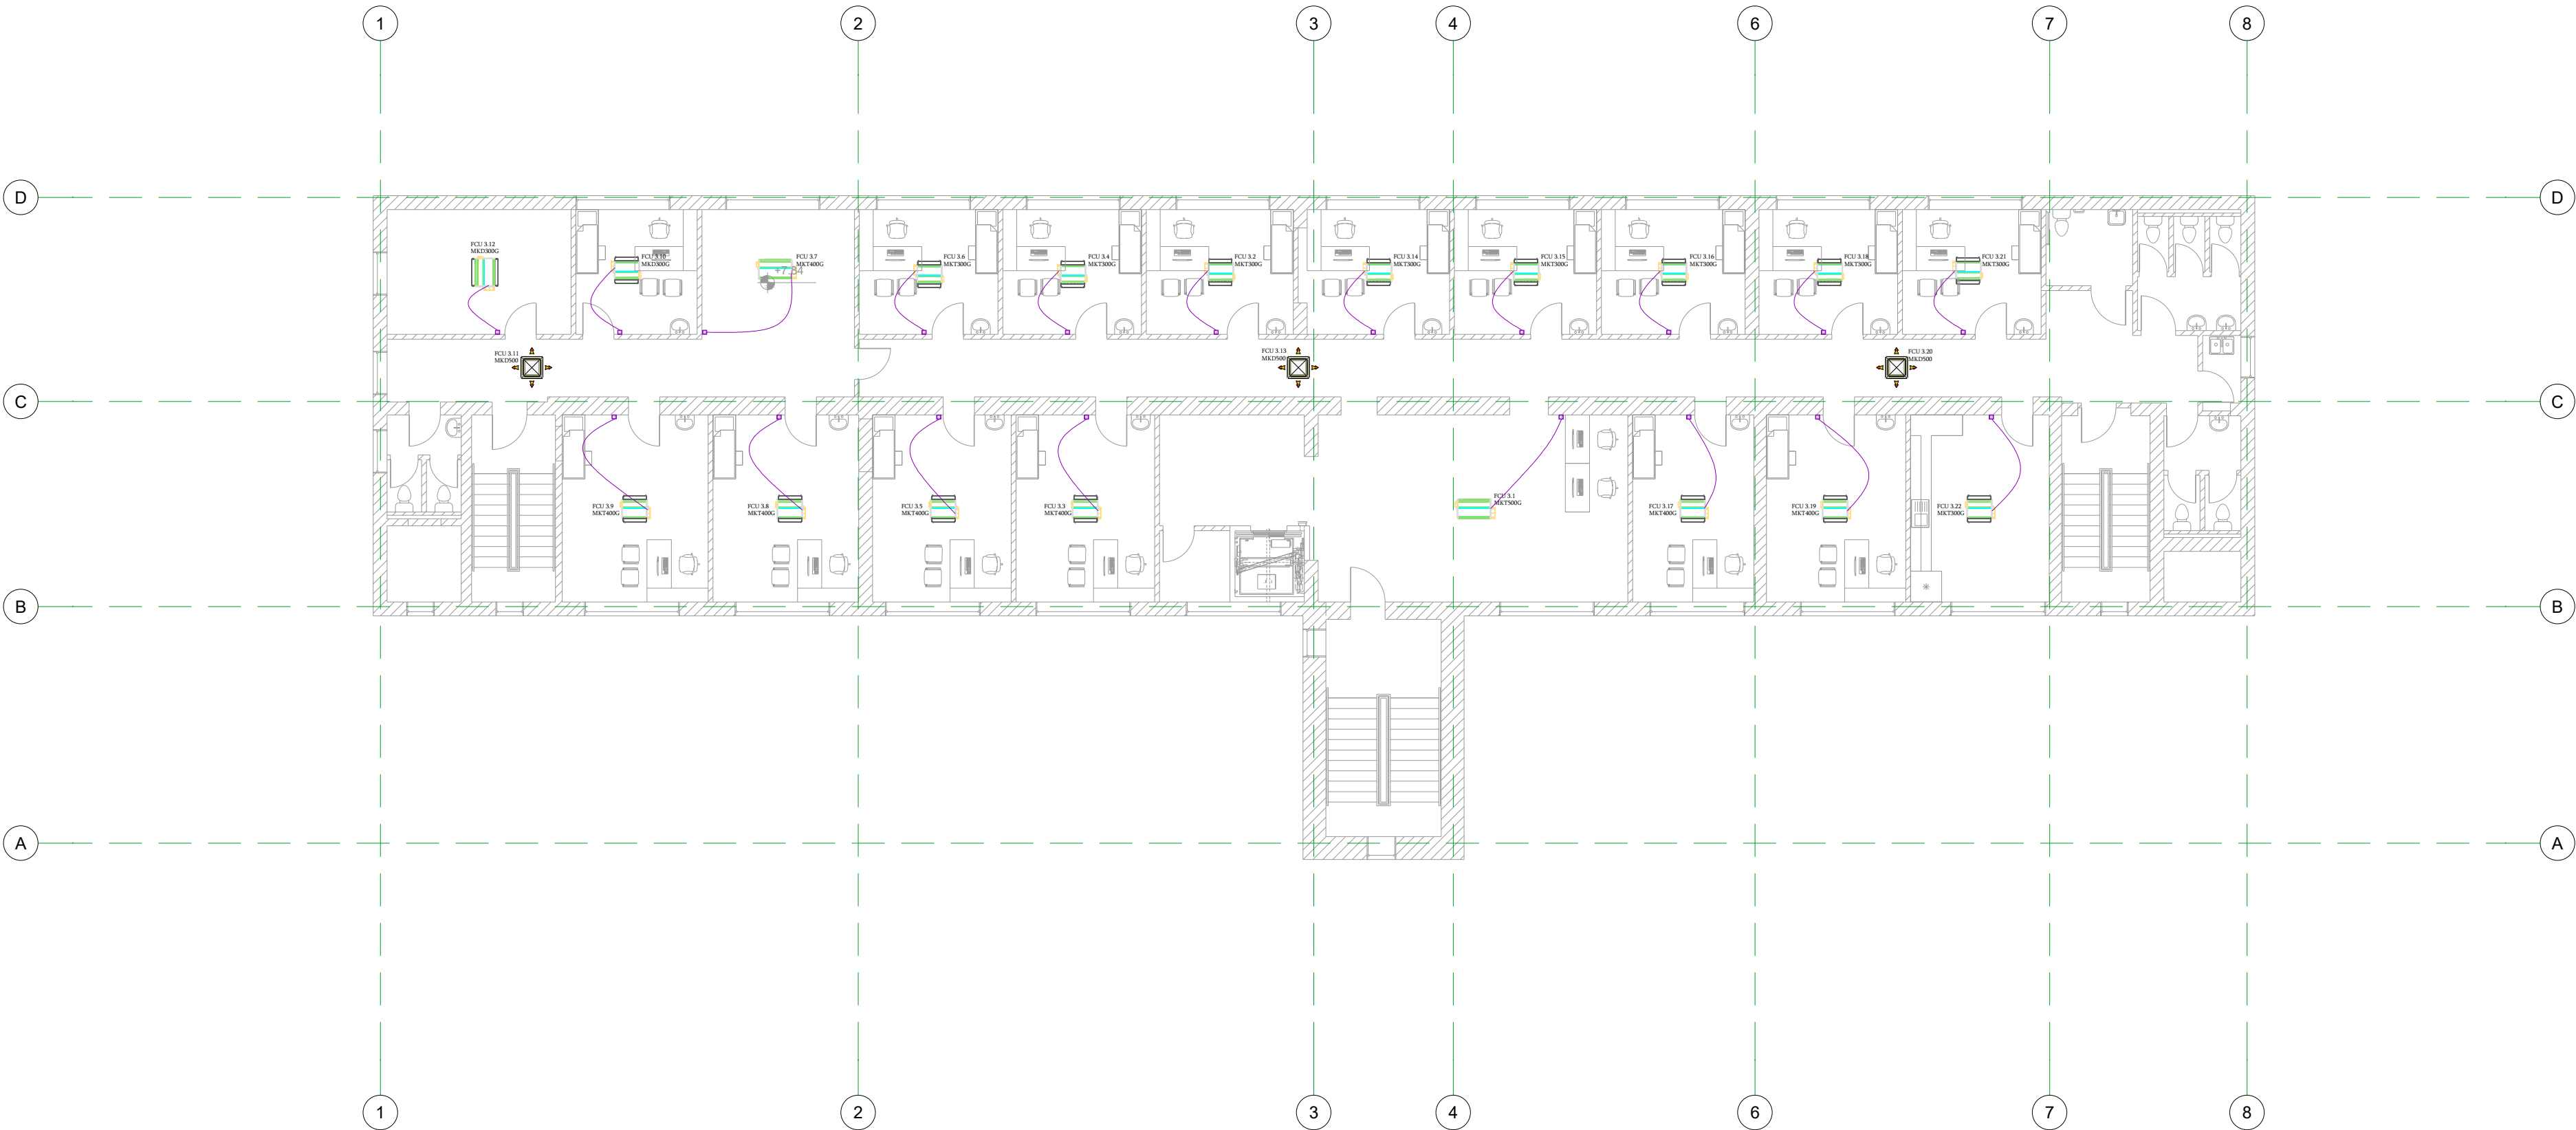 1 2 3 4 6 7 8
D D
FCU 3.12
MKD300G
FCU 3.10
MKD300G
FCU 3.7
MKT400G
+7.84
FCU 3.6
MKT300G
FCU 3.4
MKT300G
FCU 3.2
MKT300G
FCU 3.14
MKT300G
FCU 3.15
MKT300G
FCU 3.16
MKT300G
FCU 3.18
MKT300G
FCU 3.21
MKT300G
FCU 3.11
MKD500
FCU 3.13
MKD500
FCU 3.20
MKD500
C C
FCU 3.9
MKT400G
FCU 3.8
MKT400G
FCU 3.5
MKT400G
FCU 3.3
MKT400G
FCU 3.1
MKT500G
FCU 3.17
MKT400G
FCU 3.19
MKT400G
FCU 3.22
MKT300G
B B
A A
1 2 3 4 6 7 8